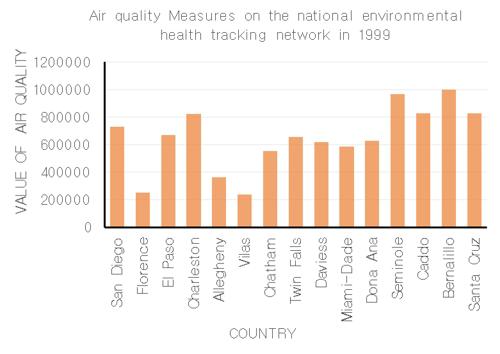 Air quality Measures on the national environmental
health tracking network in 1999
VALUE OF AIR QUALITY
1200000
1000000
800000
600000
400000
200000
0
San Diego
Florence
El Paso
Charleston
Allegheny
Vilas
Chatham
Twin Falls
Daviess
Miami-Dade
Dona Ana
Seminole
Caddo
Bernalillo
Santa Cruz
COUNTRY